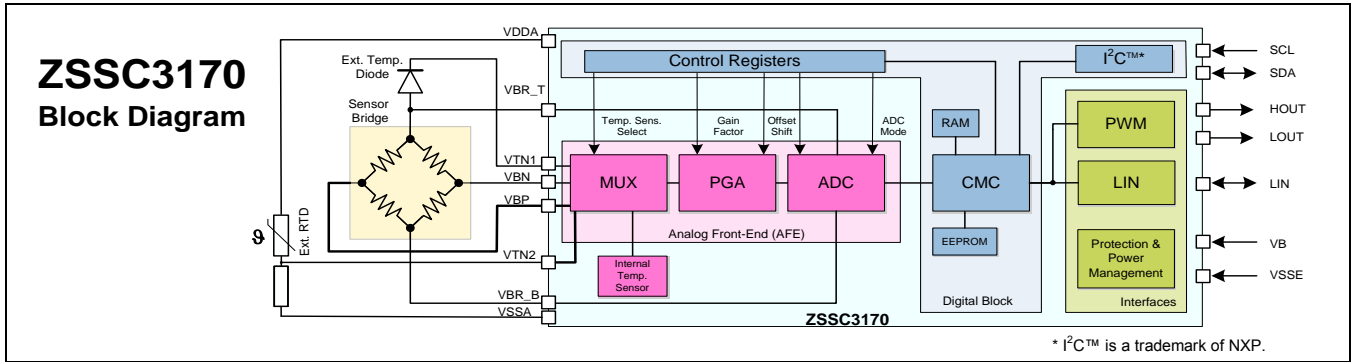 ZSSC3170
Block Diagram
VDDA
Ext. Temp.
Diode
VBR_T
Sensor
Bridge
VTN1
VBN
VBP
ϑ
Ext. RTD
VTN2
VBR_B
VSSA
Control Registers
I²C™*
Temp. Sens.
Select
Gain
Factor
Offset
Shift
ADC
Mode
RAM
MUX
PGA
ADC
CMC
EEPROM
Analog Front-End (AFE)
Internal
Temp.
Sensor
Digital Block
PWM
LIN
Protection &
Power
Management
Interfaces
ZSSC3170
SCL
SDA
HOUT
LOUT
LIN
VB
VSSE
* I²C™ is a trademark of NXP.